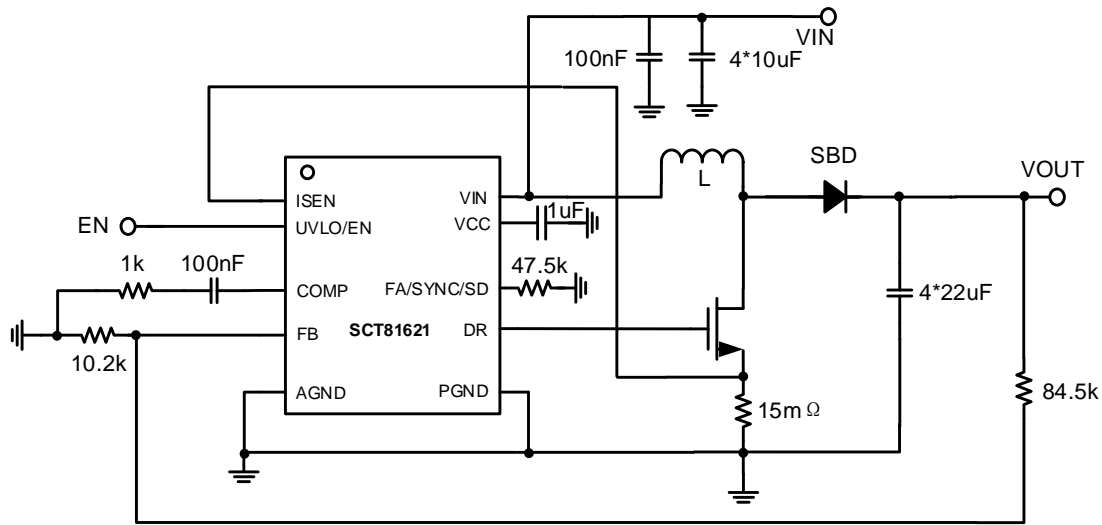 VIN
100nF
4*10uF
SBD
VOUT
L
ISEN
VIN
EN
UVLO/EN
VCC
1uF
1k
100nF
47.5k
COMP
FA/SYNC/SD
4*22uF
FB
SCT81621
DR
10.2k
AGND
PGND
15mΩ
84.5k